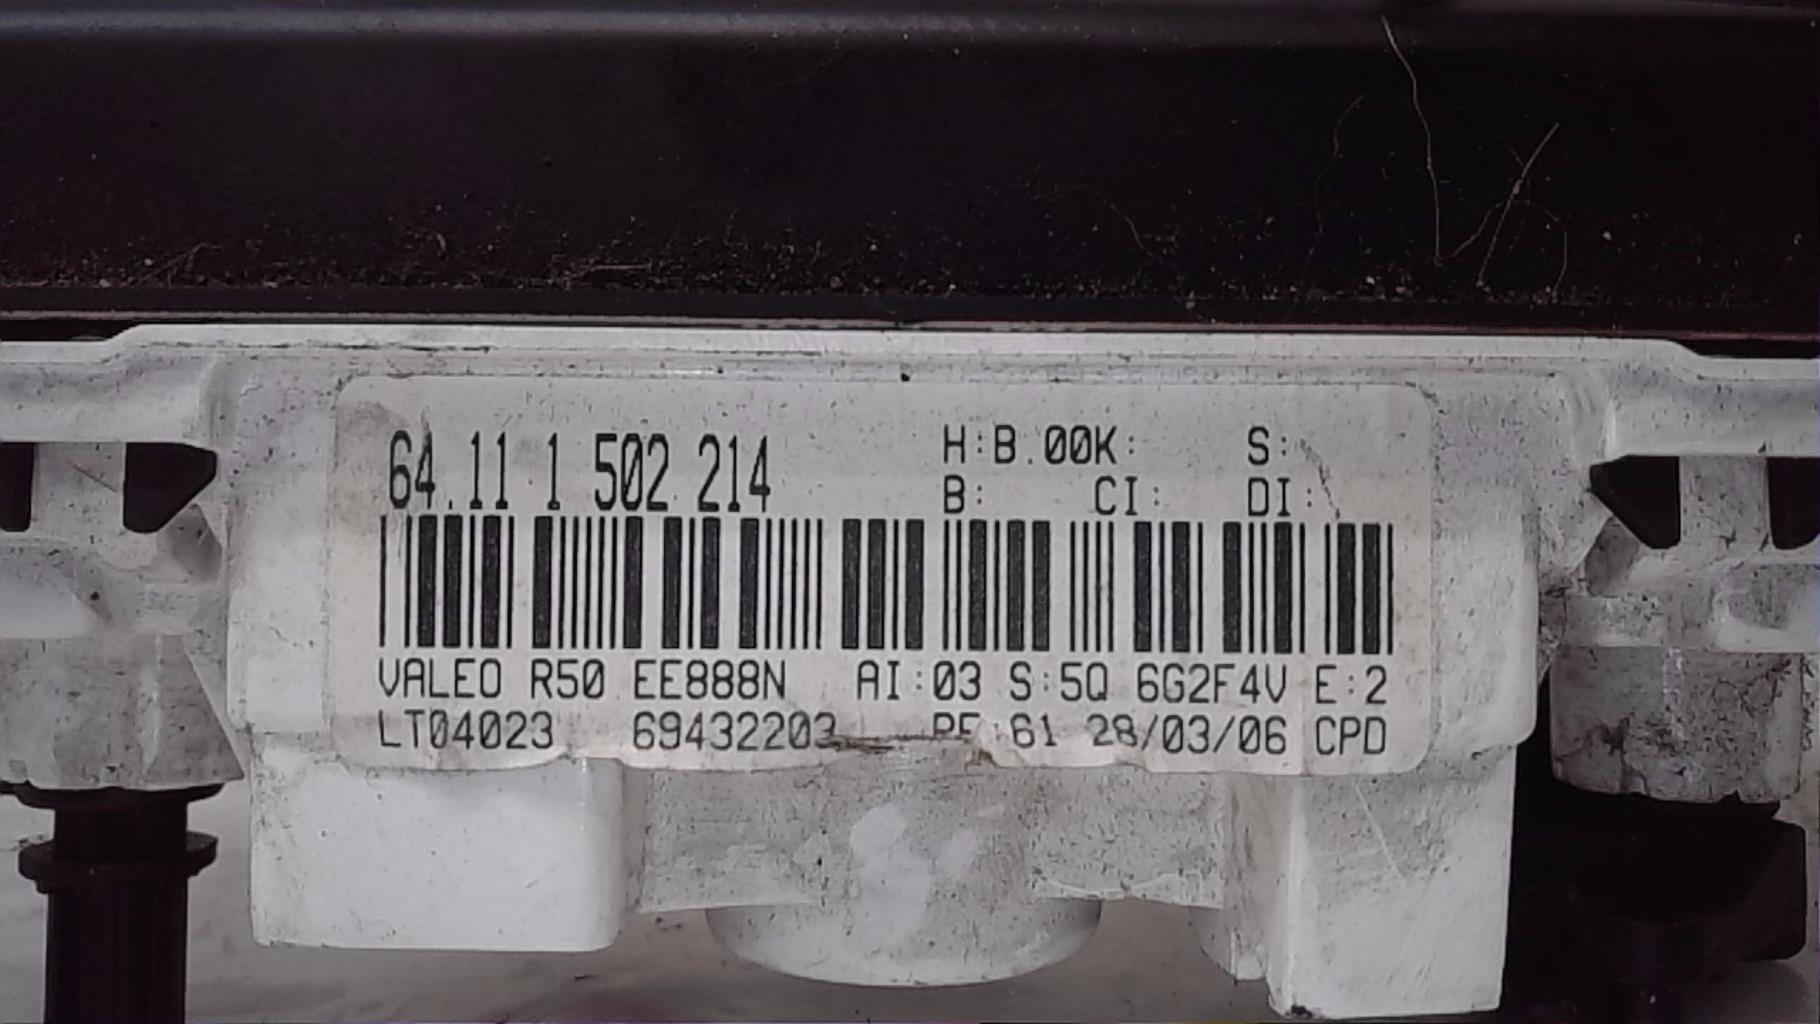 64.11 1 502 214
H:B.00K: S:
B: CI: DI:
VALEO R50 EE888N AI:03 S:5Q 6G2F4V E:2
LT04023 69432203 61 28/03/06 CPD